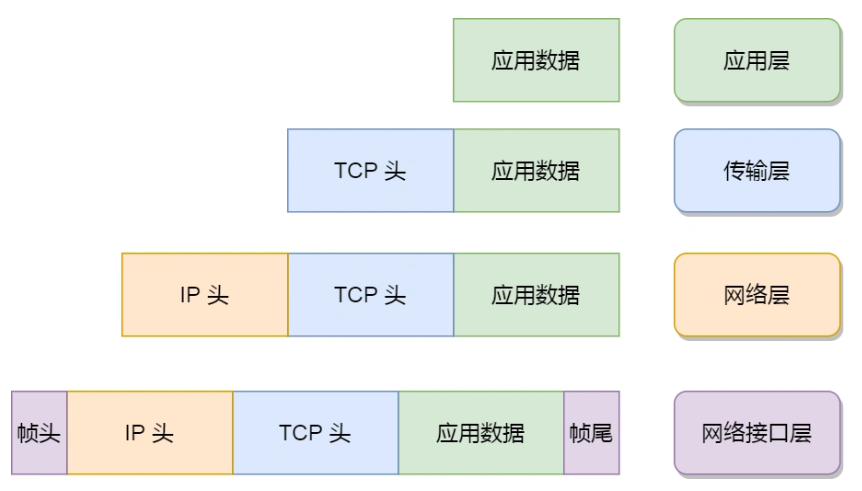 应用数据 应用层
TCP 头 应用数据 传输层
IP 头 TCP 头 应用数据 网络层
帧头 IP 头 TCP 头 应用数据 帧尾 网络接口层